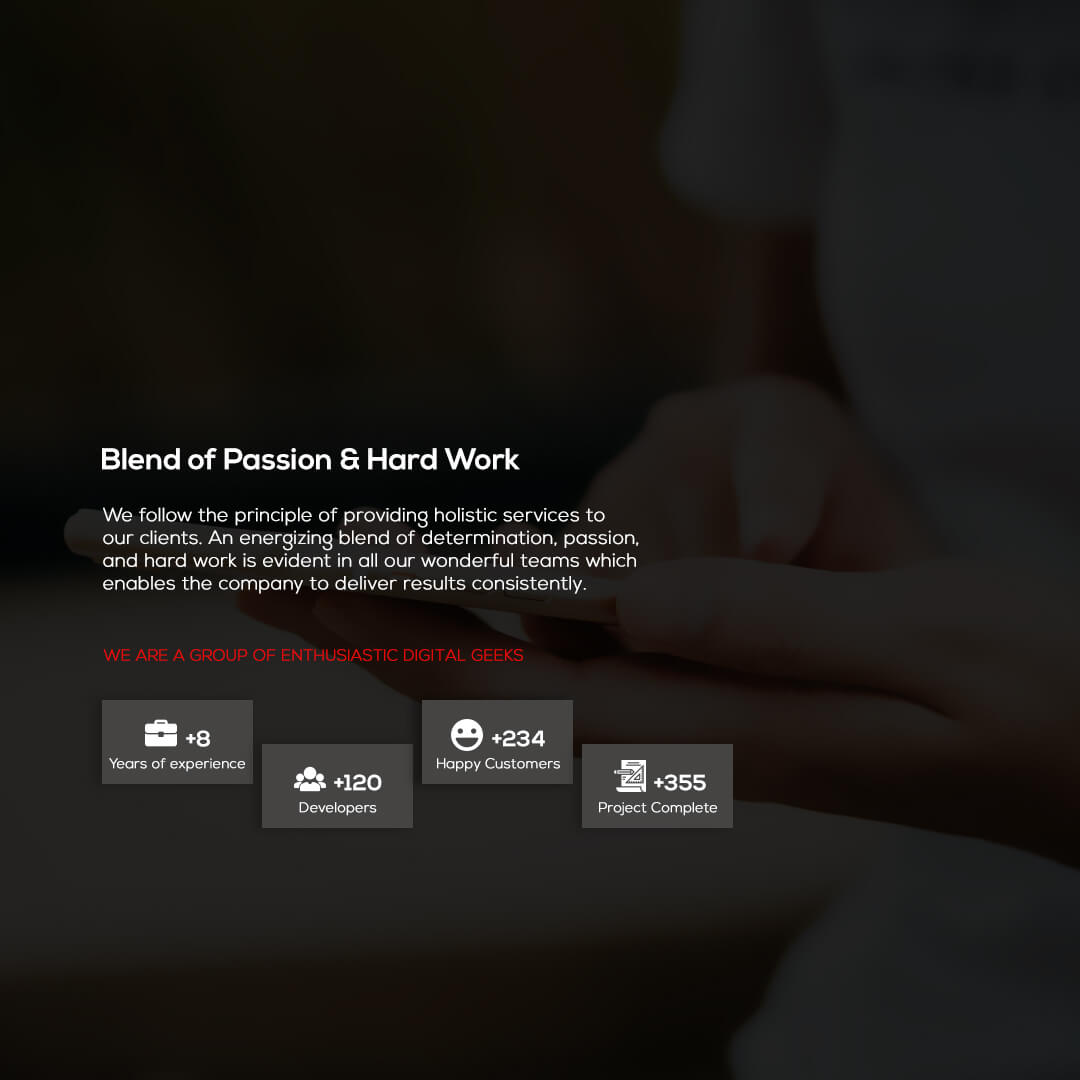 Blend of Passion & Hard Work
We follow the principle of providing holistic services to
our clients. An energizing blend of determination, passion,
and hard work is evident in all our wonderful teams which
enables the company to deliver results consistently.
WE ARE A GROUP OF ENTHUSIASTIC DIGITAL GEEKS
+8
Years of experience
+120
Developers
+234
Happy Customers
+355
Project Complete